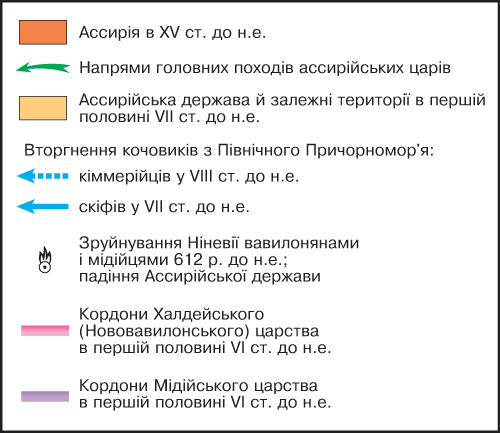 Ассирія в XV ст. до н.е.
Напрями головних походів ассирійських царів
Ассирійська держава й залежні території в першій
половині VII ст. до н.е.
Вторгнення кочовиків з Північного Причорномор'я:
кіммерійців у VIII ст. до н.е.
скіфів у VII ст. до н.е.
Зруйнування Ніневії вавилонянами
і мідійцями 612 р. до н.е.;
падіння Ассирійської держави
Кордони Халдейського
(Нововавилонського) царства
в першій половині VI ст. до н.е.
Кордони Мідійського царства
в першій половині VI ст. до н.е.